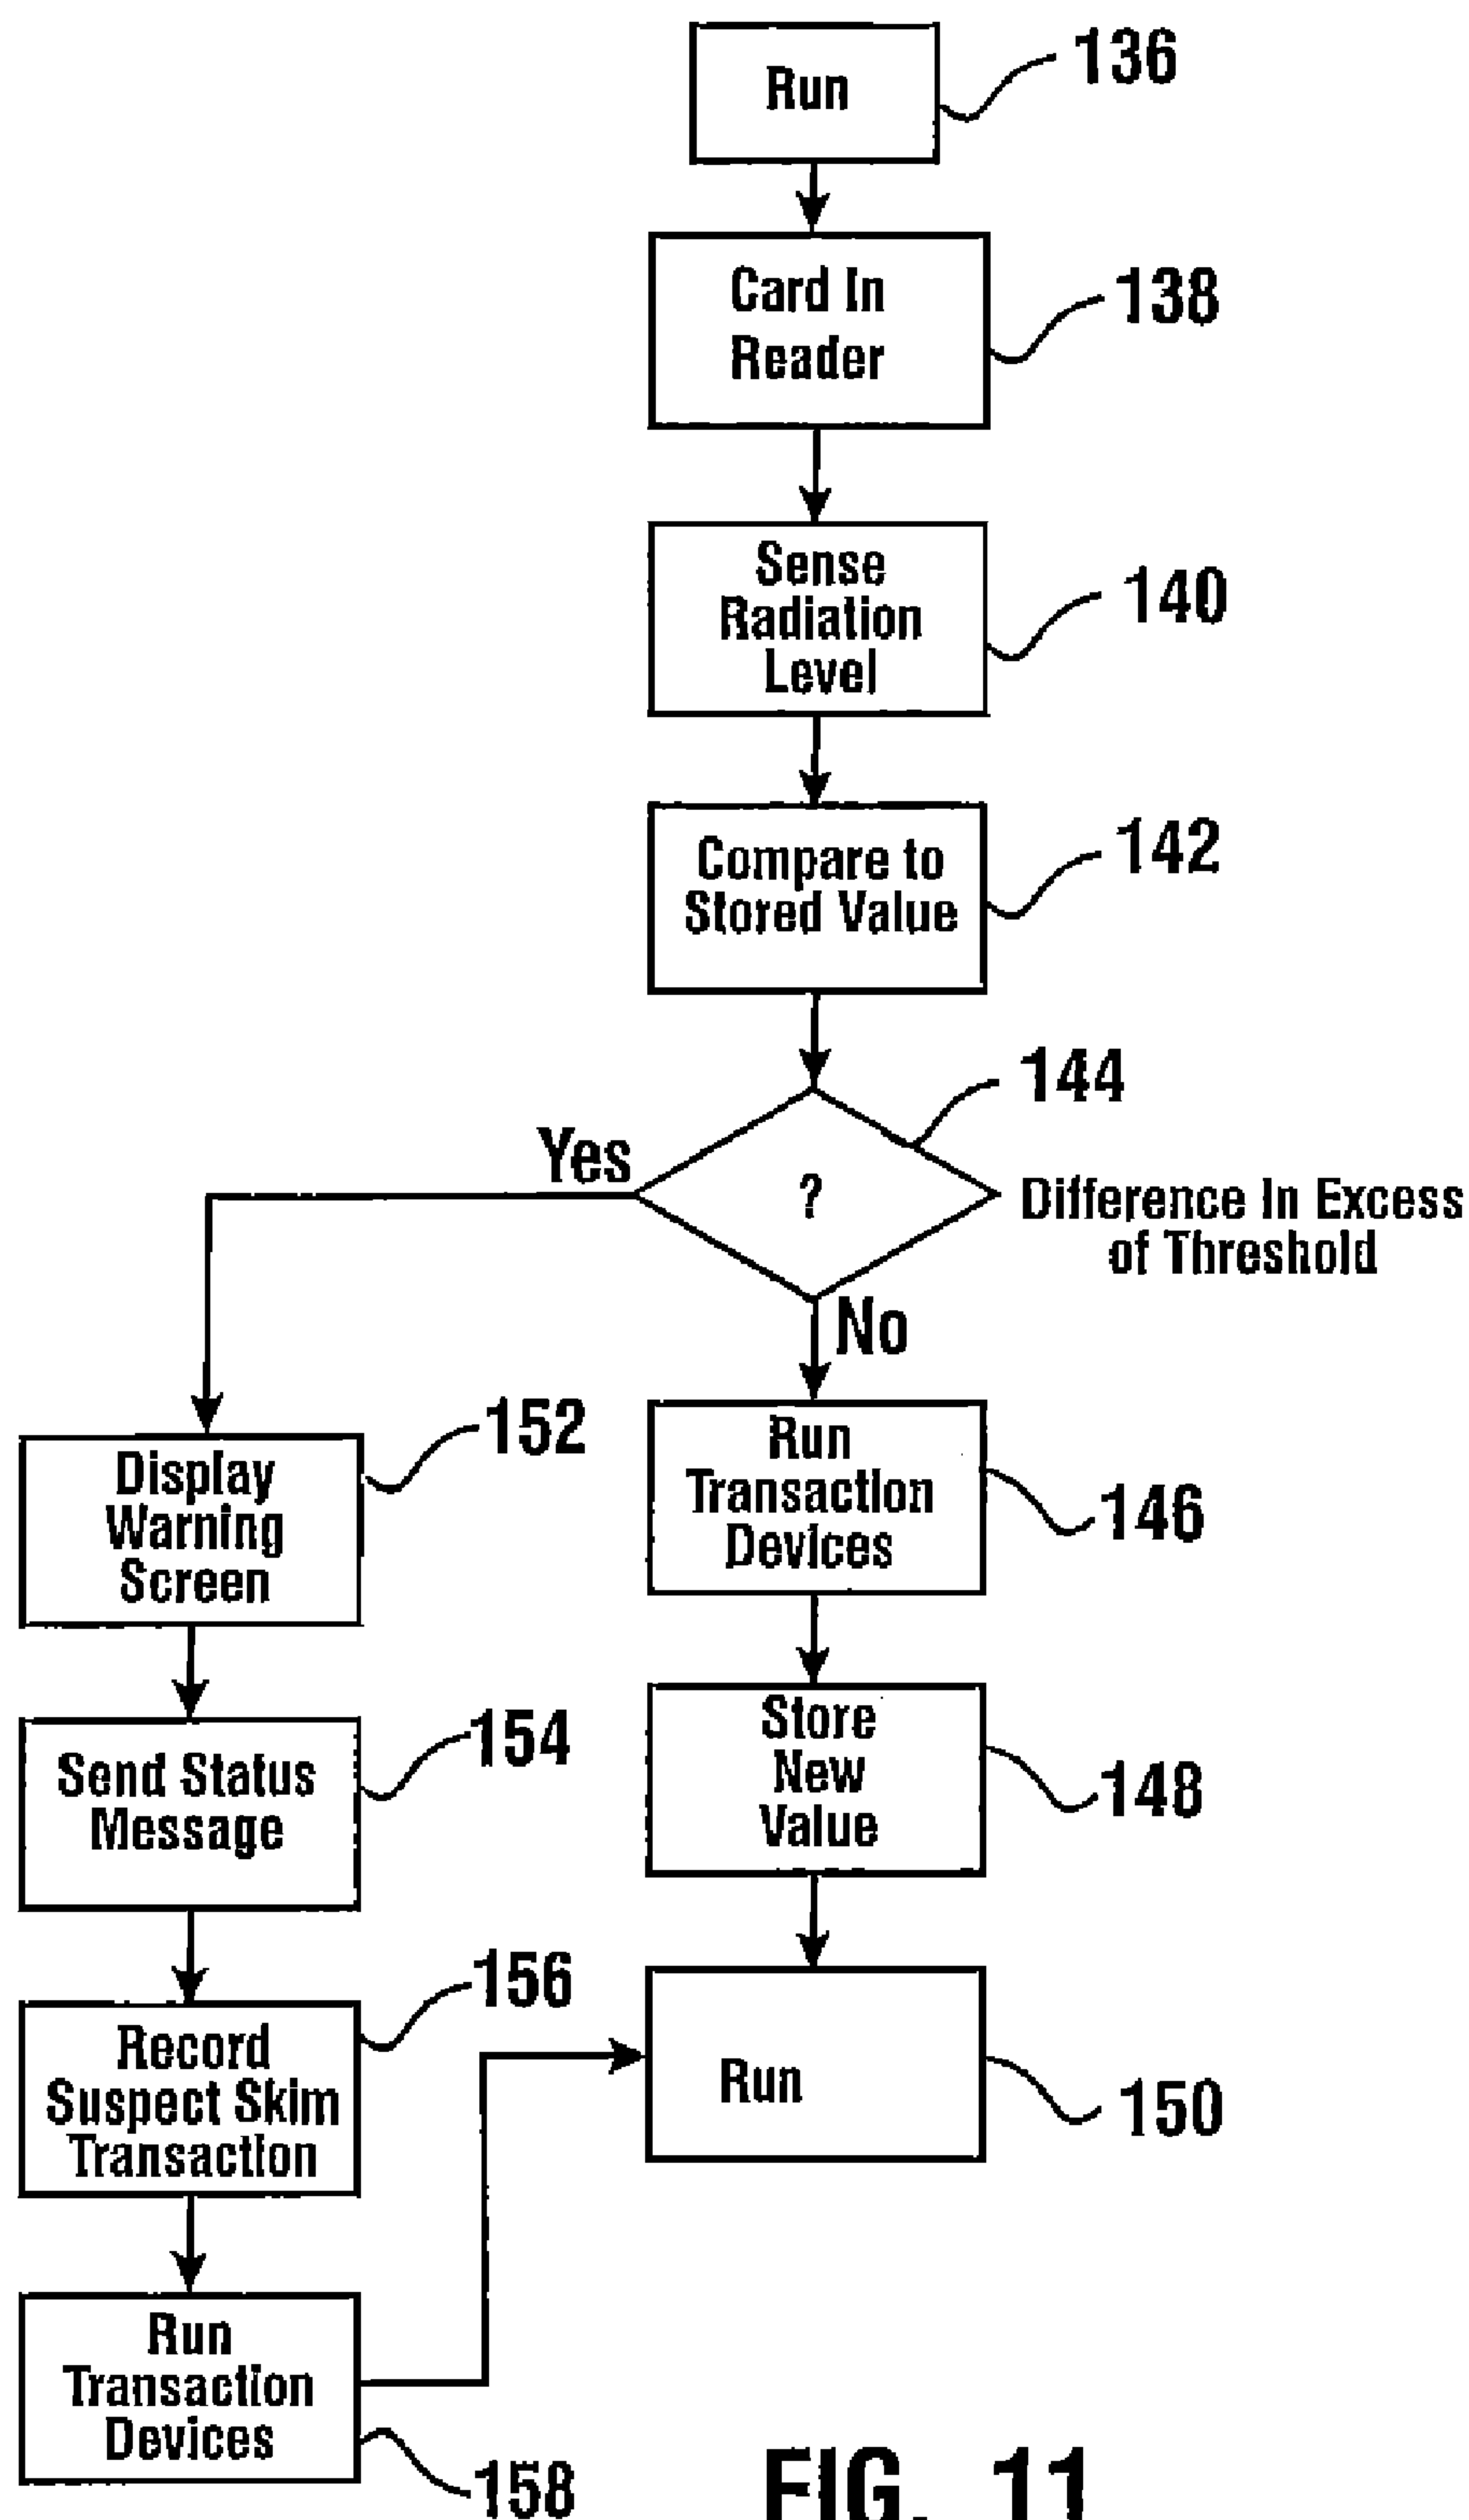 Run
136
Card In
Reader
138
Sense
Radiation
Level
140
Compare to
Stored Value
142
144
Yes
?
Difference In Excess
of Threshold
No
Display
Warning
Screen
152
Run
Transaction
Devices
146
Send Status
Message
154
Store
New
Value
148
Record
Suspect Skim
Transaction
156
Run
150
Run
Transaction
Devices
158
FIG. 11